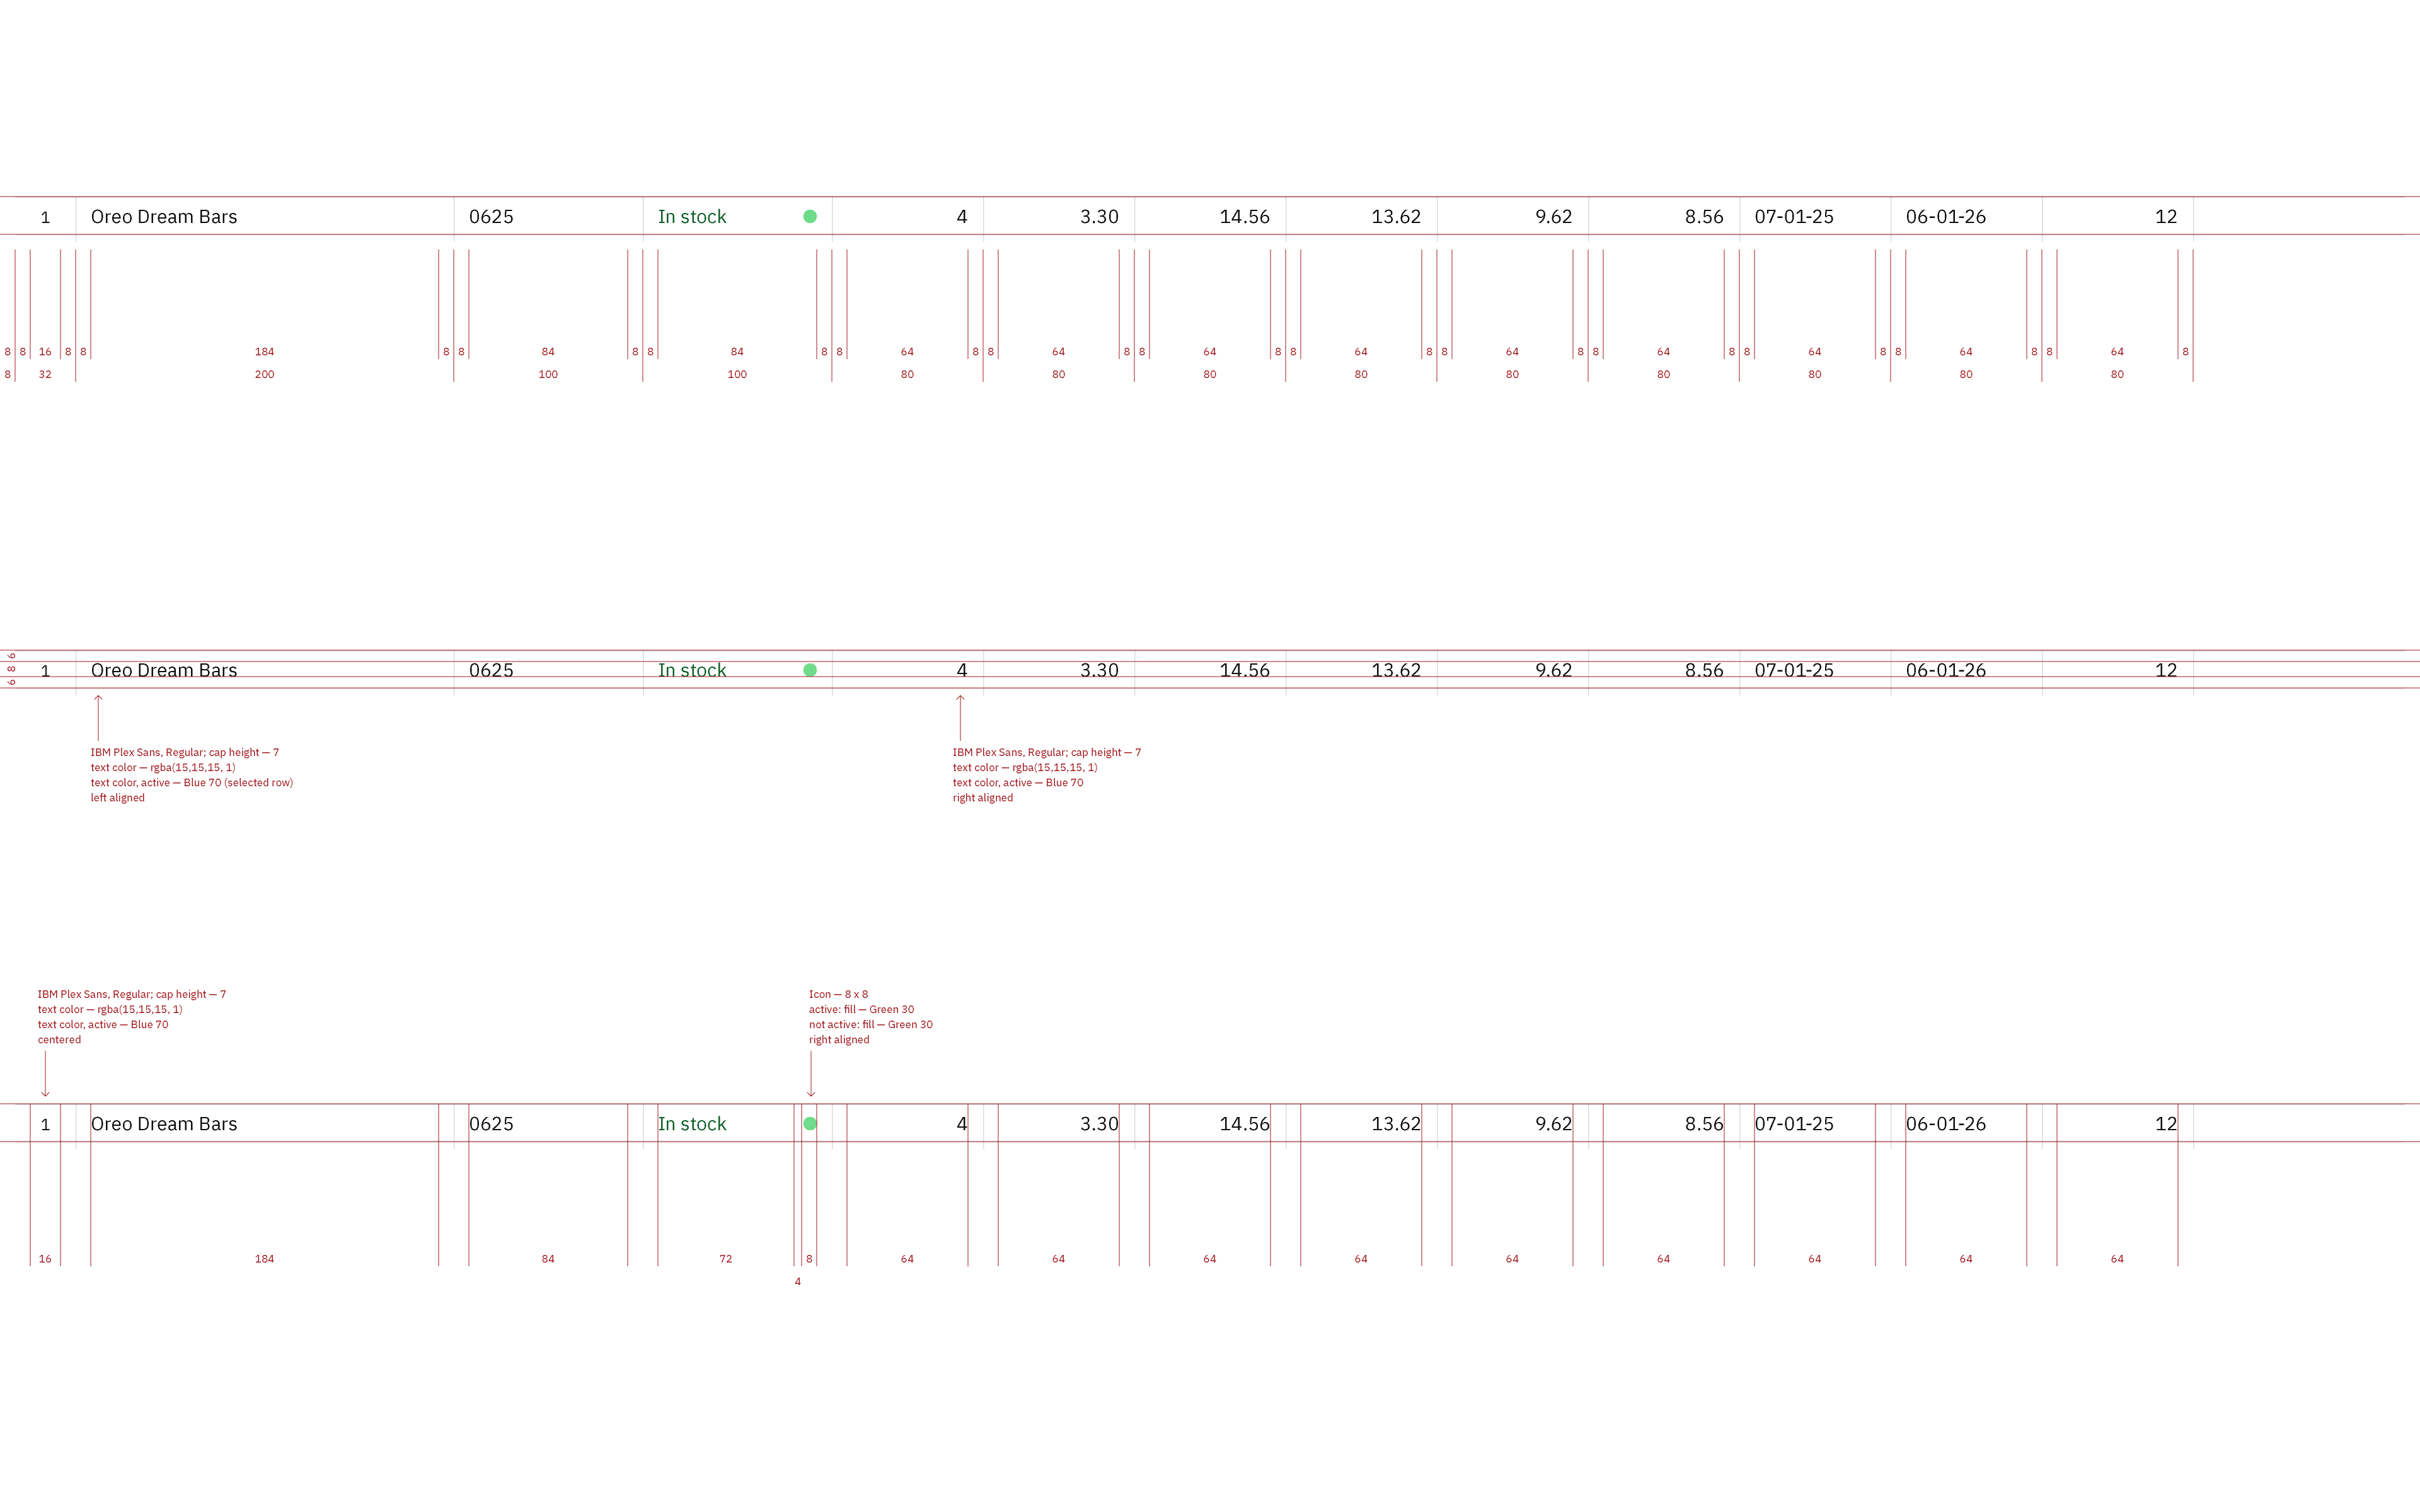 1 Oreo Dream Bars 0625 In stock 4 3.30 14.56 13.62 9.62 8.56 07-01-25 06-01-26 12
8 8 16 8 8 184 8 8 84 8 8 84 8 8 64 8 8 64 8 8 64 8 8 64 8 8 64 8 8 64 8 8 64 8 8 64 8 8 64 8
8 32 200 100 100 80 80 80 80 80 80 80 80 80
6 8 6
1 Oreo Dream Bars 0625 In stock 4 3.30 14.56 13.62 9.62 8.56 07-01-25 06-01-26 12
IBM Plex Sans, Regular; cap height — 7
text color — rgba(15,15,15, 1)
text color, active — Blue 70 (selected row)
left aligned
IBM Plex Sans, Regular; cap height — 7
text color — rgba(15,15,15, 1)
text color, active — Blue 70
right aligned
IBM Plex Sans, Regular; cap height — 7
text color — rgba(15,15,15, 1)
text color, active — Blue 70
centered
Icon — 8 x 8
active: fill — Green 30
not active: fill — Green 30
right aligned
1 Oreo Dream Bars 0625 In stock 4 3.30 14.56 13.62 9.62 8.56 07-01-25 06-01-26 12
16 184 84 72 8 64 64 64 64 64 64 64 64 64
4